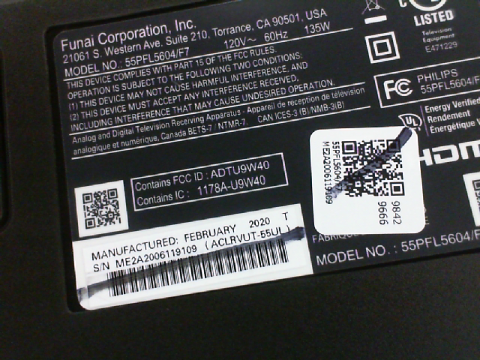 Funai Corporation, Inc.
21061 S. Western Ave. Suite 210, Torrance, CA 90501, USA
MODEL NO.: 55PFL5604/F7 120V~ 60Hz 135W
THIS DEVICE COMPLIES WITH PART 15 OF THE FCC RULES.
OPERATION IS SUBJECT TO THE FOLLOWING TWO CONDITIONS:
(1) THIS DEVICE MAY NOT CAUSE HARMFUL INTERFERENCE, AND
(2) THIS DEVICE MUST ACCEPT ANY INTERFERENCE RECEIVED,
INCLUDING INTERFERENCE THAT MAY CAUSE UNDESIRED OPERATION.
Analog and Digital Television Receiving Apparatus - Appareil de réception de télévision
analogique et numérique, Canada BETS-7 / NTMR-7. CAN ICES-3 (B)/NMB-3(B)
LISTED
E471229
FC
PHILIPS
55PFL5604/F7
Energy Verified
Rendement
Énergétique
HDMI
Contains FCC ID : ADTU9W40
Contains IC : 1178A-U9W40
ME2A2006119109
9842
9666
MANUFACTURED: FEBRUARY 2020 T
S/N ME2A2006119109 (ACLRVUT-55UL)
MODEL NO.: 55PFL5604/